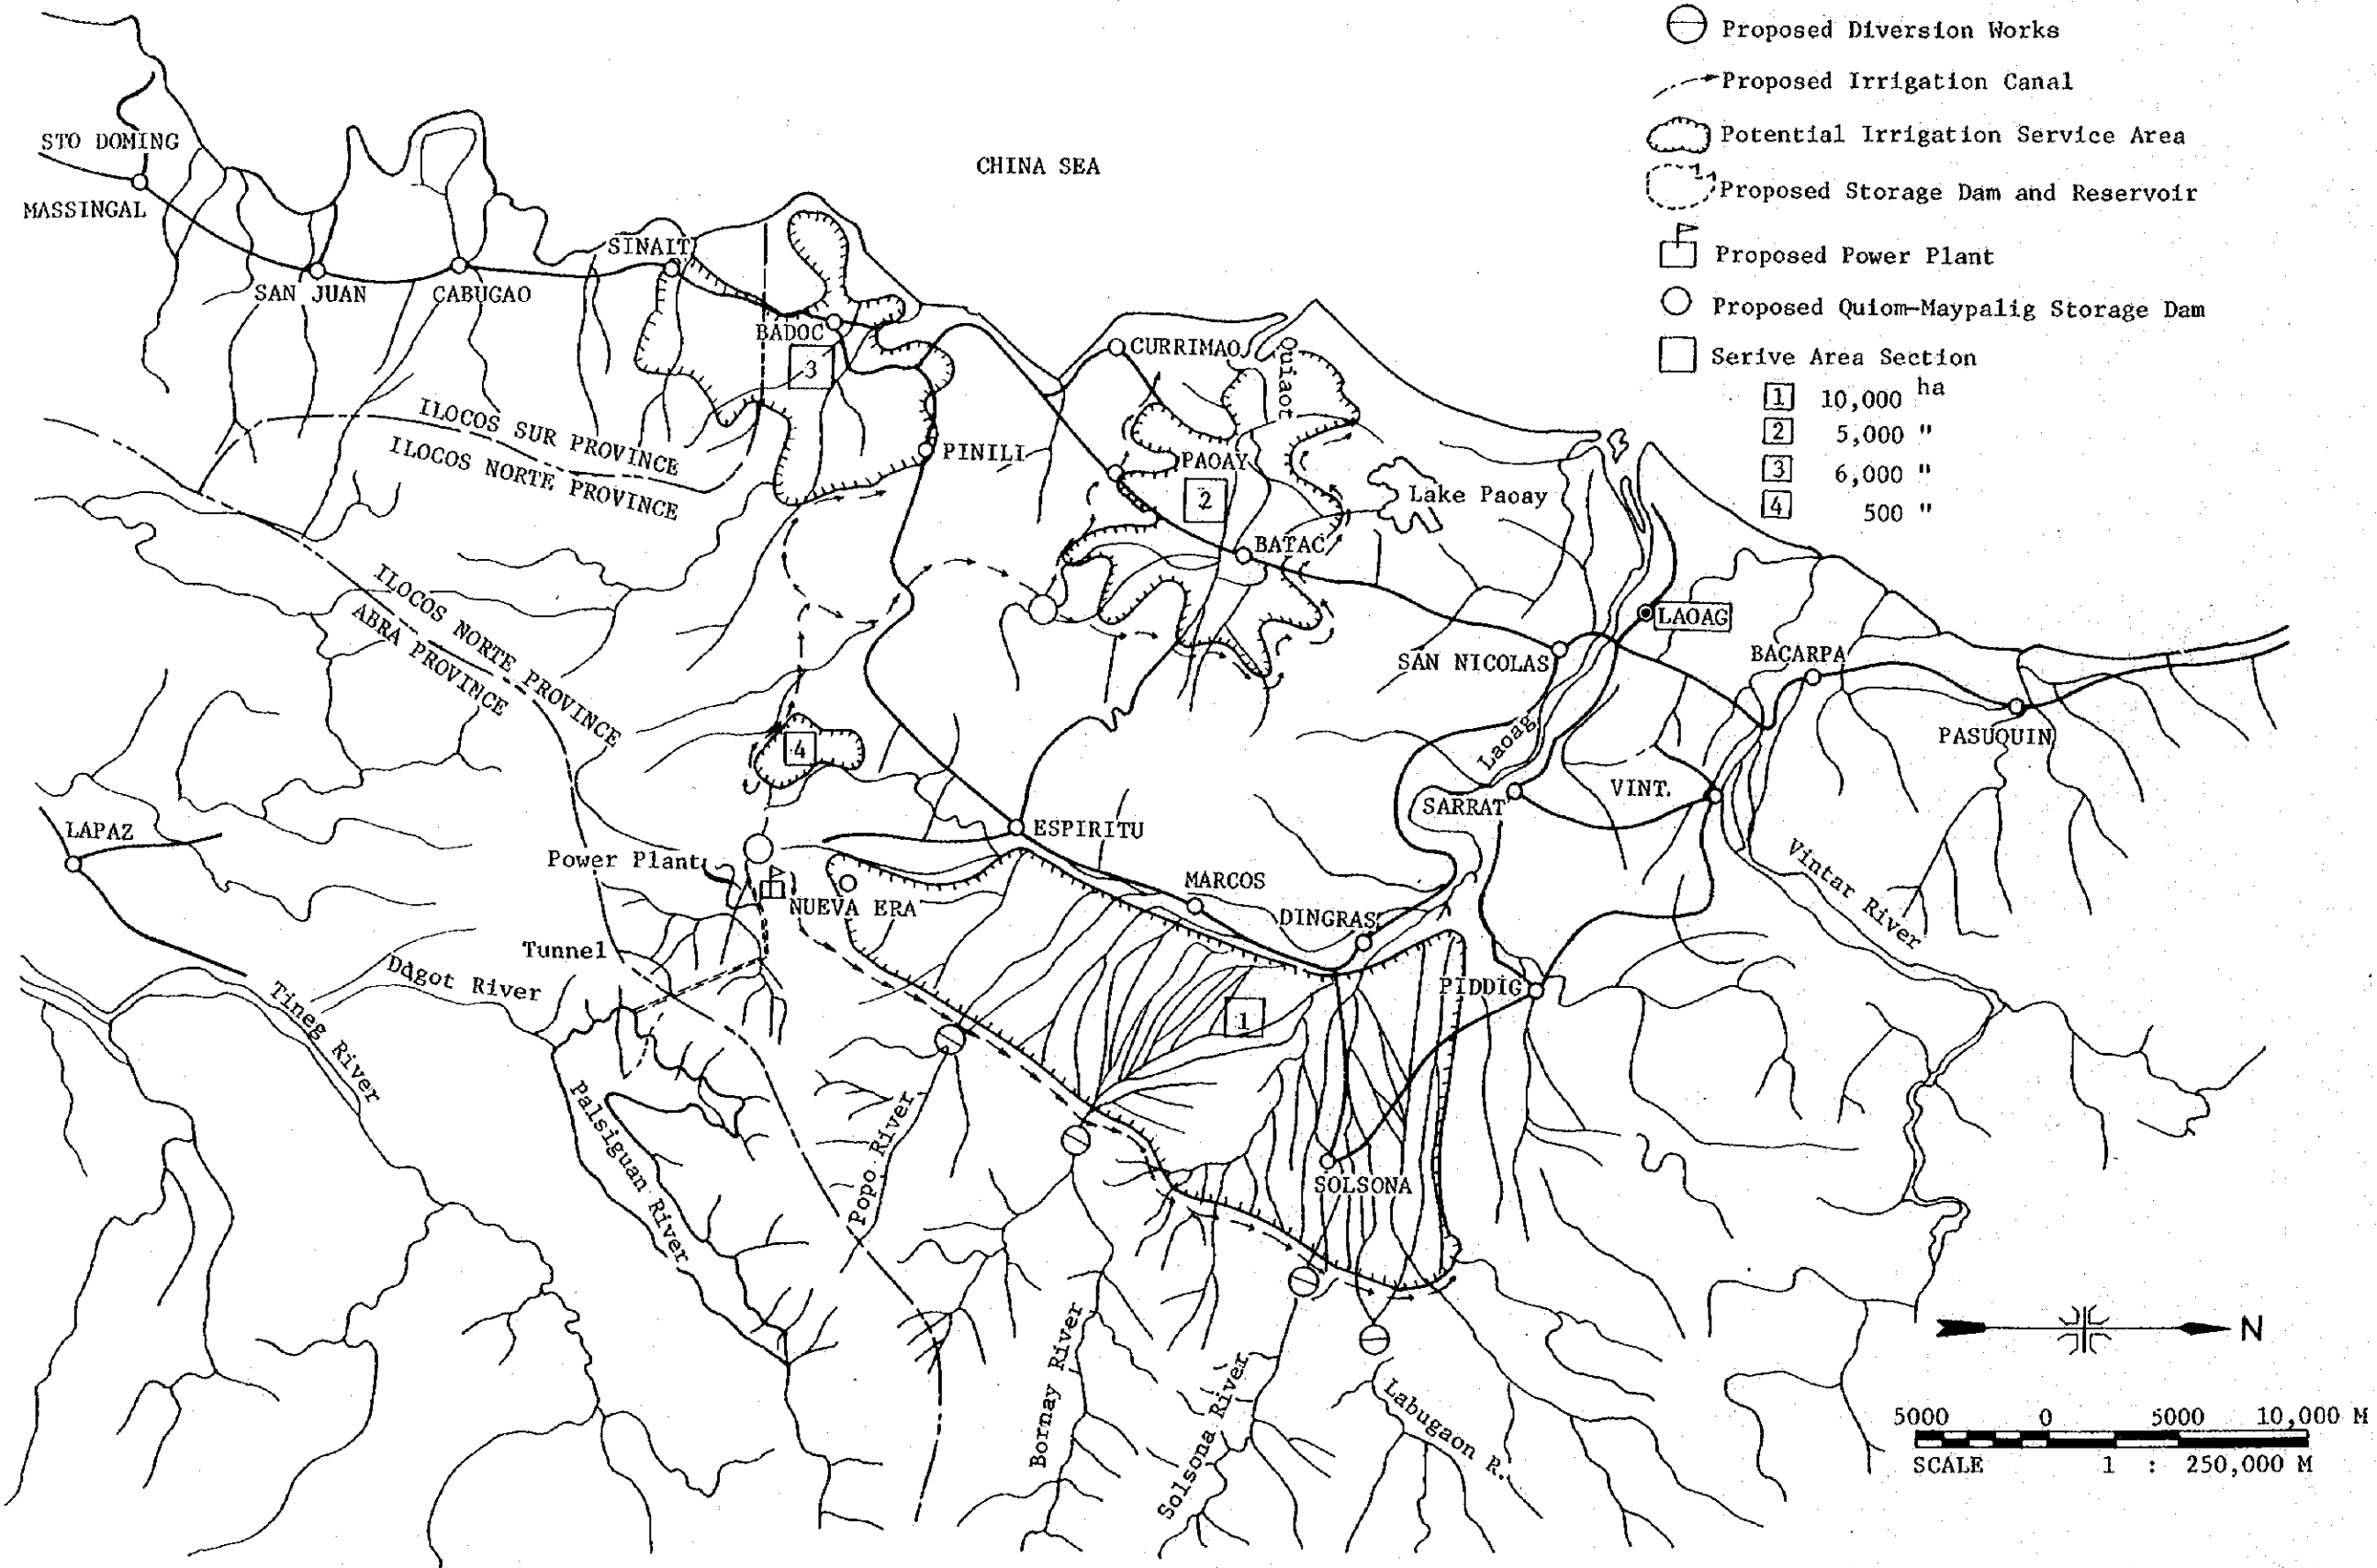 Proposed Diversion Works
Proposed Irrigation Canal
Potential Irrigation Service Area
Proposed Storage Dam and Reservoir
Proposed Power Plant
Proposed Quiom-Maypalig Storage Dam
Serive Area Section
1 10,000 ha
2 5,000 "
3 6,000 "
4 500 "
STO DOMING
MASSINGAL
CHINA SEA
SINAIT
SAN JUAN
CABUGAO
BADOC
3
CURRIMAO
Quiaot
ILOCOS SUR PROVINCE
ILOCOS NORTE PROVINCE
PINILI
PAOAY
2
Lake Paoay
BATAC
ILOCOS NORTE PROVINCE
ABRA PROVINCE
LAOAG
SAN NICOLAS
BACARPA
PASUQUIN
4
Laoag
VINT.
SARRAT
LAPAZ
ESPIRITU
Power Plant
MARCOS
NUEVA ERA
DINGRAS
Vintar River
Tunnel
Dagot River
Tineg River
PIDDIG
1
Palsiguan River
Popo River
SOLSONA
Bornay River
Solsona River
Labugaon R.
N
5000 0 5000 10,000 M
SCALE 1 : 250,000 M